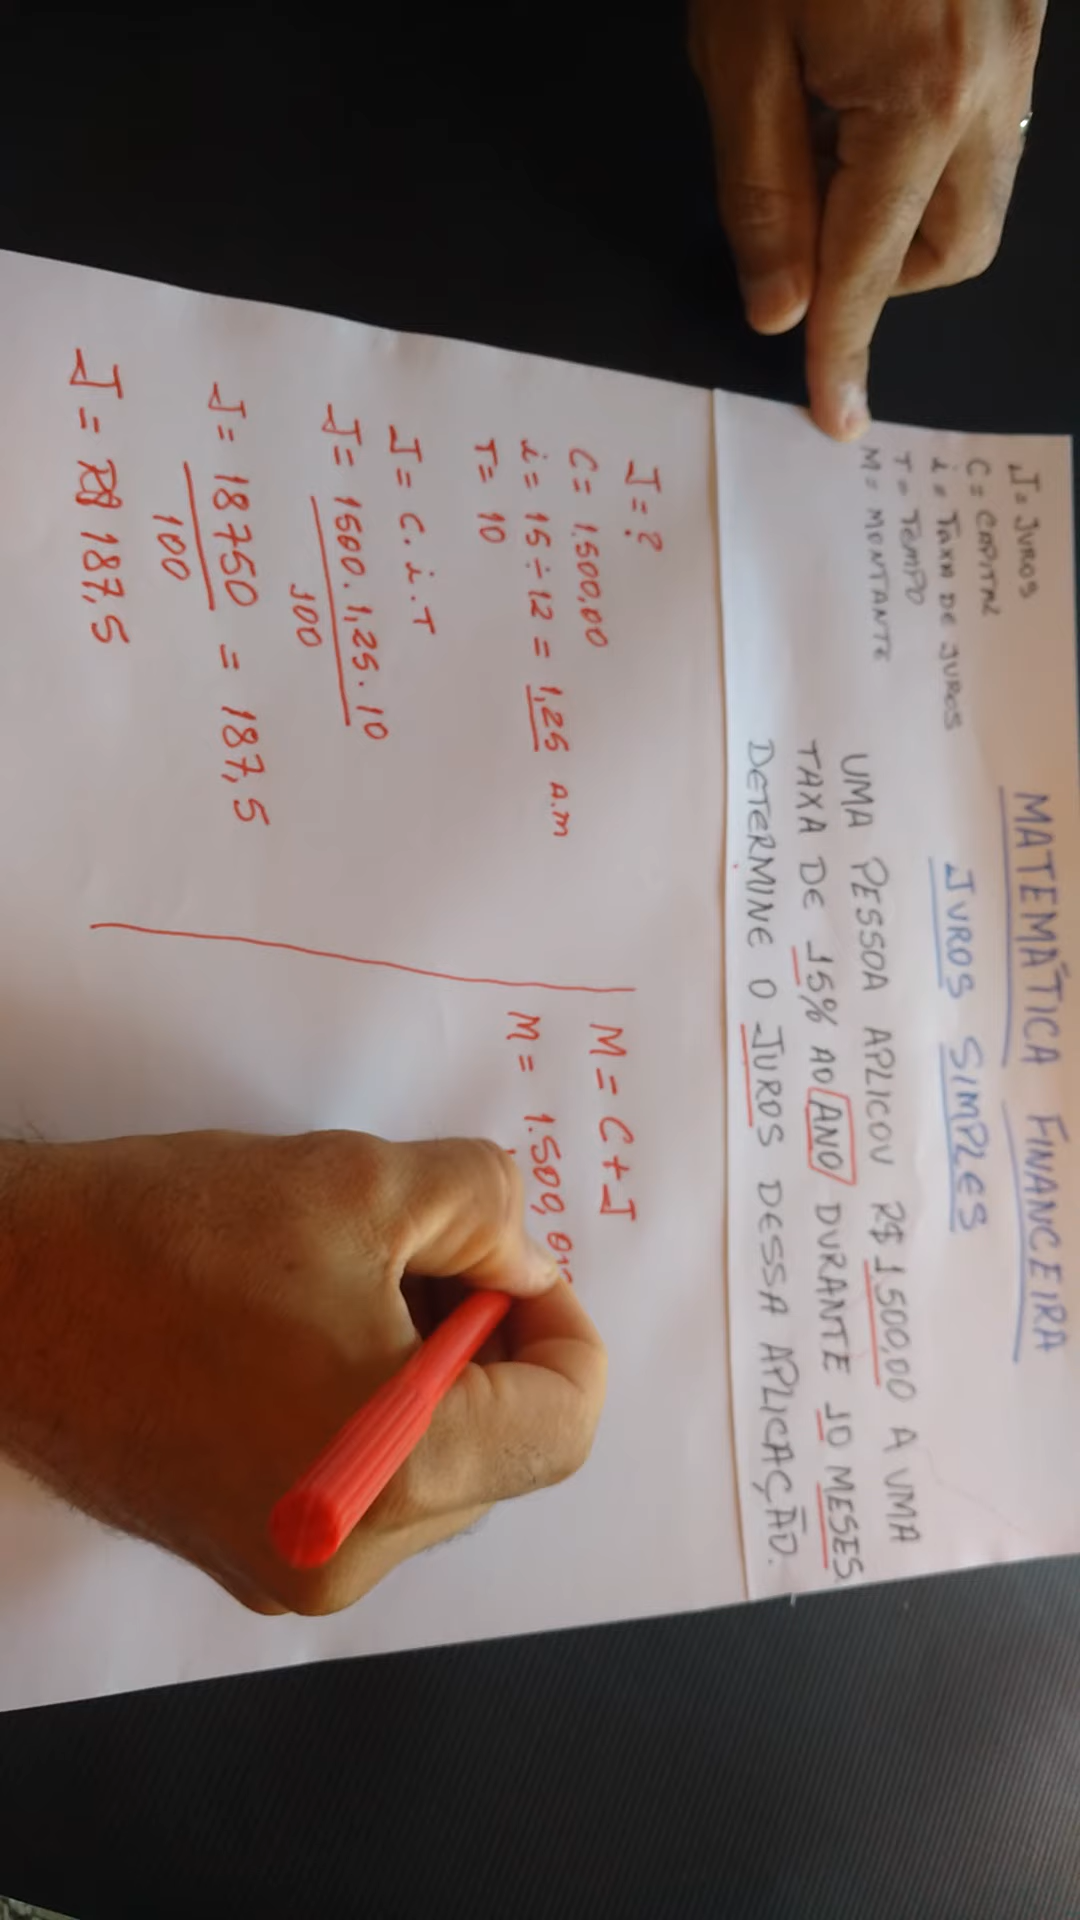 MATEMÁTICA FINANCEIRA
JUROS SIMPLES
J = JUROS
C = CAPITAL
i = TAXA DE JUROS
T = TEMPO
M = MONTANTE
UMA PESSOA APLICOU R$ 1.500,00 A UMA
TAXA DE 15% AO ANO DURANTE 10 MESES
DETERMINE O JUROS DESSA APLICAÇÃO.
J = ?
C = 1.500,00
i = 15 ÷ 12 = 1,25 A.M
T = 10
J = C . i . T
J = 1500 . 1,25 . 10
100
J = 18750 = 187,5
100
J = R$ 187,5
M = C + J
M = 1.500,